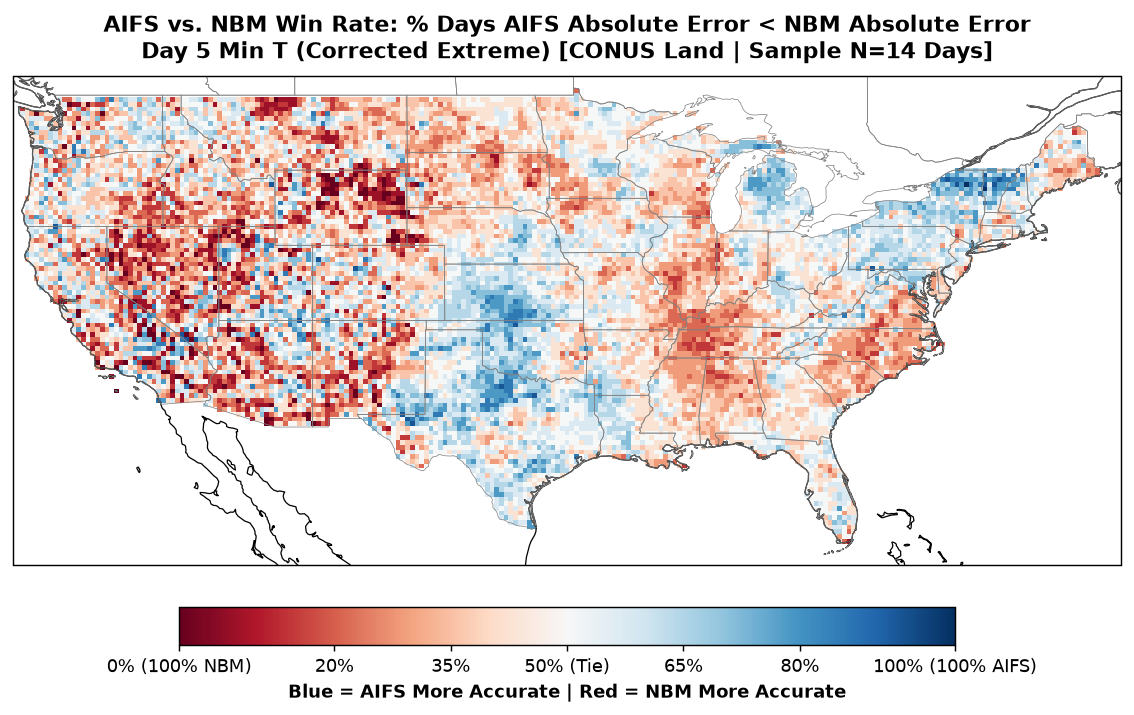 AIFS vs. NBM Win Rate: % Days AIFS Absolute Error < NBM Absolute Error
Day 5 Min T (Corrected Extreme) [CONUS Land | Sample N=14 Days]
0% (100% NBM) 20% 35% 50% (Tie) 65% 80% 100% (100% AIFS)
Blue = AIFS More Accurate | Red = NBM More Accurate